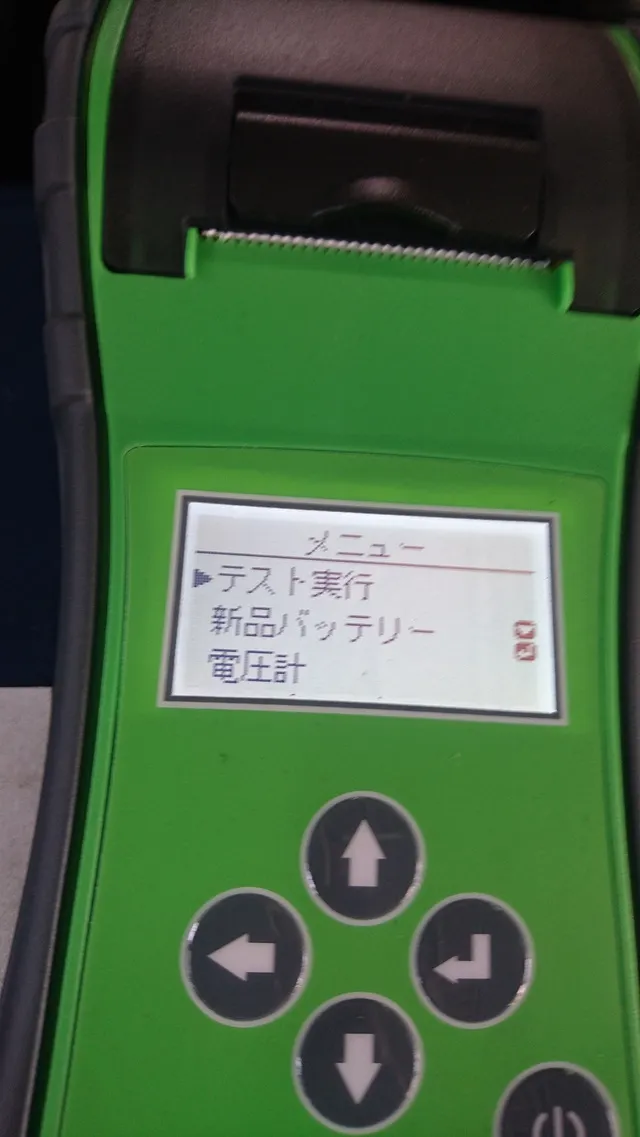 メニュー
テスト実行
新品バッテリー
電圧計